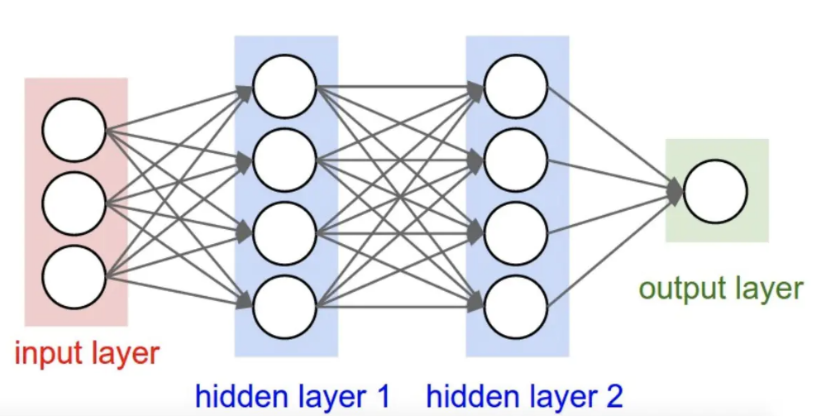 input layer
hidden layer 1
hidden layer 2
output layer